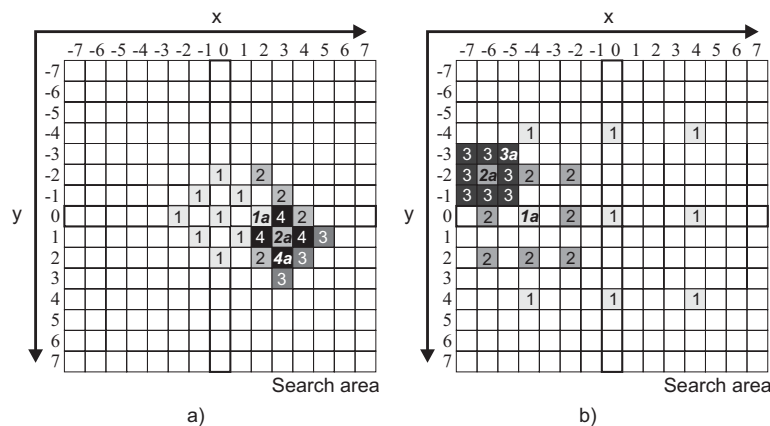 x
-7 -6 -5 -4 -3 -2 -1 0 2 3 4 5 6 7
-7
-6
-5
-4
-3
-2 1 2
-1 1 1 2
y 0 1 1 1a 4 2
1 1 1 4 2a 4 3
2 1 2 4a 3
3 3
4
5
6
7
Search area
a)
x
-7 -6 -5 -4 -3 -2 -1 0 2 3 4 5 6 7
-7
-6
-5
-4 1 1 1
-3 3 3 3a
-2 3 2a 3 2 2
-1 3 3 3
y 0 2 1a 2 1 1
1
2 2 2 2
3
4 1 1 1
5
6
7
Search area
b)